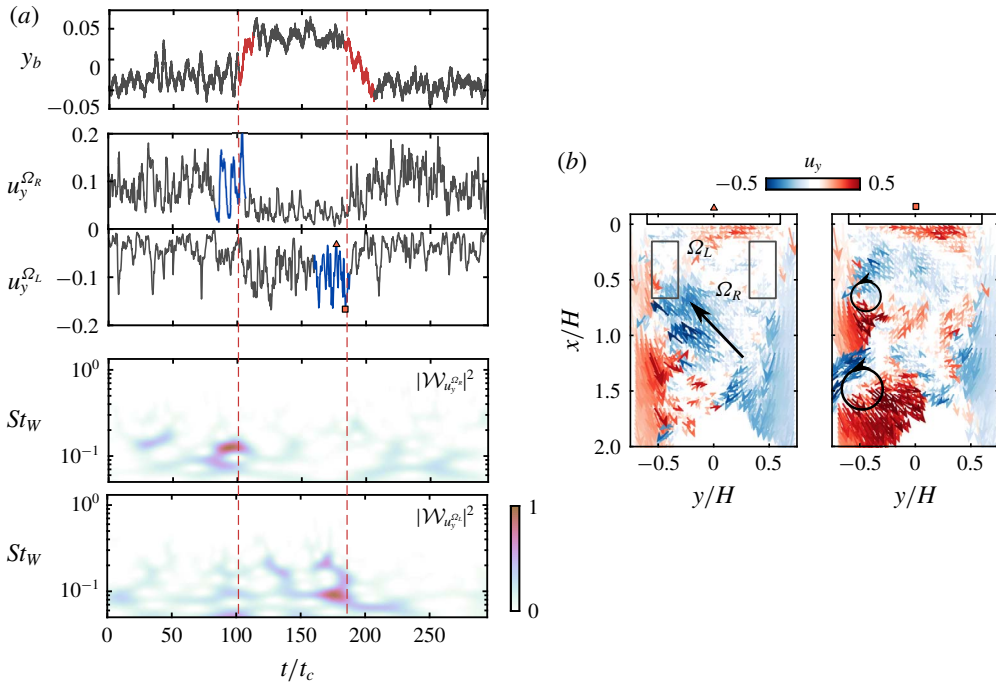 (a)
0.05
y_b
0
−0.05
0.2
u_y^{Ω_R}
0.1
0
u_y^{Ω_L}
−0.1
−0.2
10^0
|𝒲_{u_y^{Ω_R}}|^2
St_W
10^{−1}
10^0
|𝒲_{u_y^{Ω_L}}|^2
St_W
10^{−1}
1
0
0 50 100 150 200 250
t/t_c
(b)
u_y
−0.5 0.5
0
Ω_L
0.5
Ω_R
x/H
1.0
1.5
2.0
−0.5 0 0.5 −0.5 0 0.5
y/H y/H